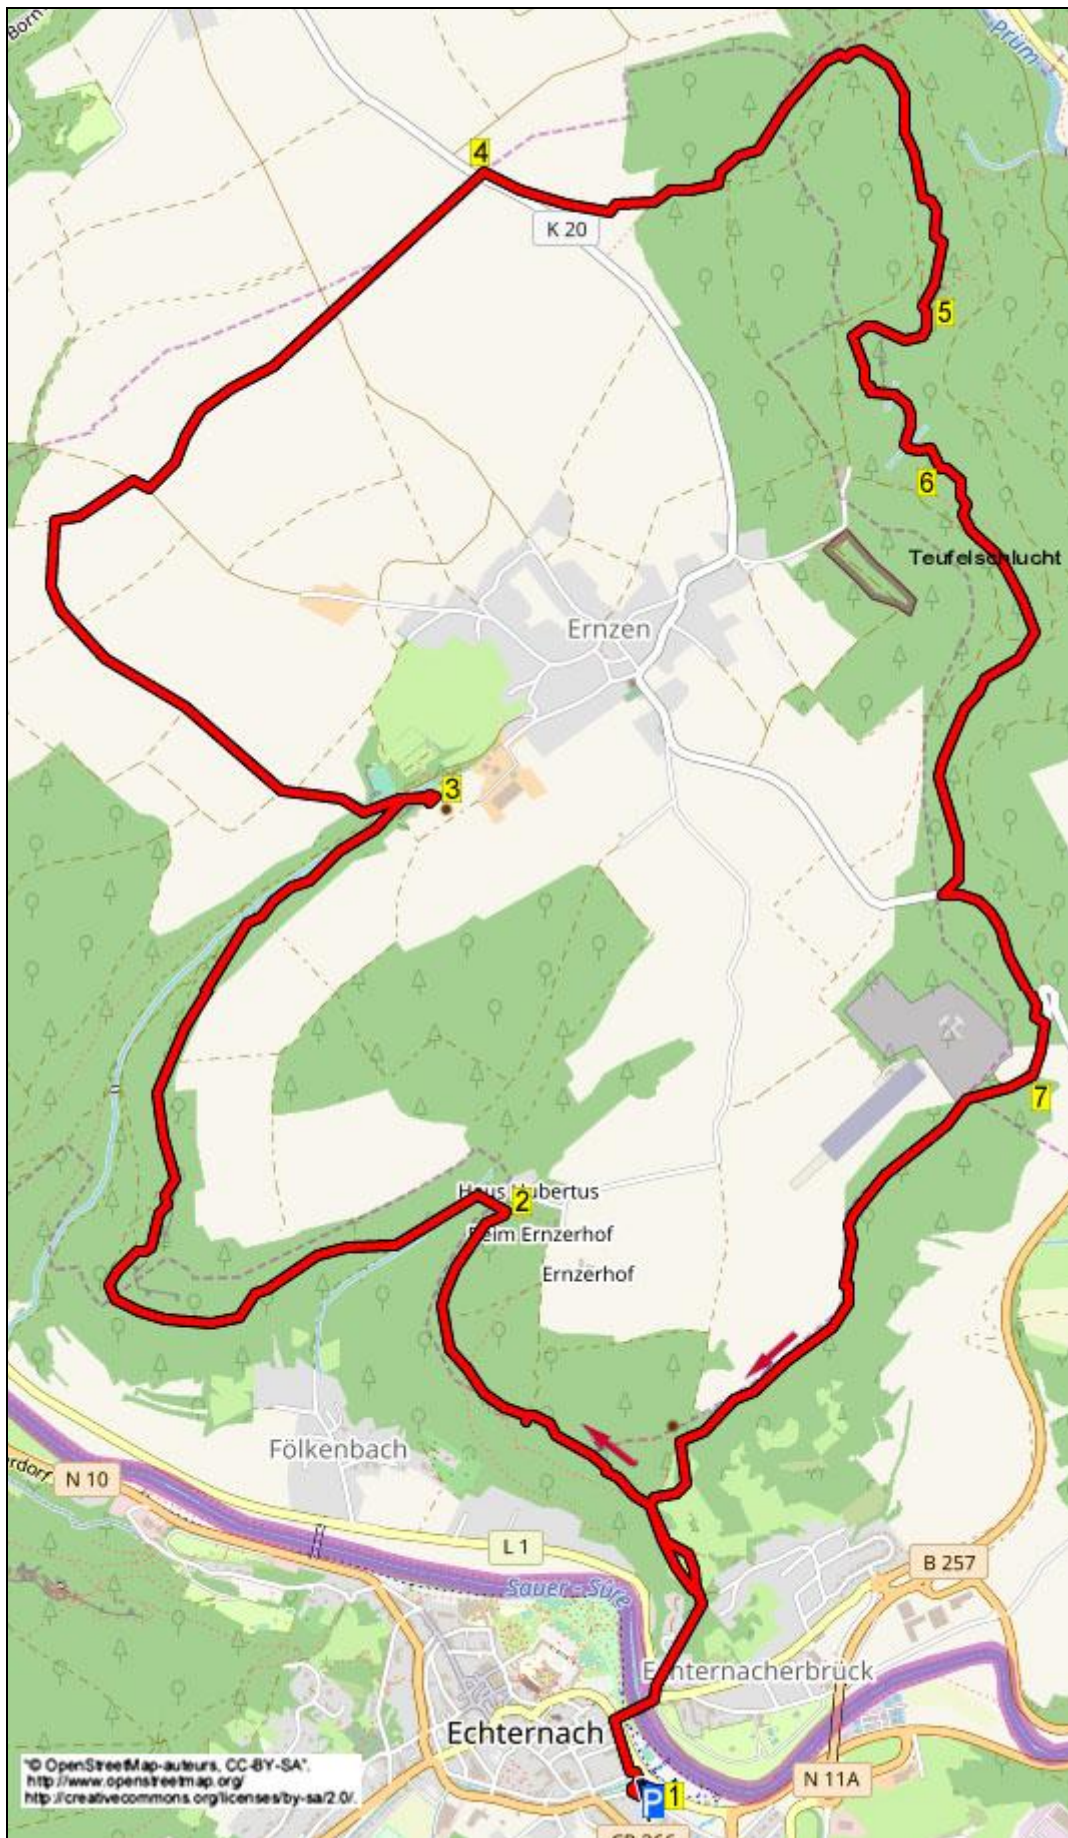 Born
Prüm
4
K 20
5
6
Teufelschlucht
Ernzen
3
7
Haus Hubertus
2
Beim Ernzerhof
Ernzerhof
Fölkenbach
N 10
L 1
B 257
Sauer - Sûre
Echternacherbrück
Echternach
N 11A
P 1
"© OpenStreetMap-auteurs, CC-BY-SA",
http://www.openstreetmap.org/
http://creativecommons.org/licenses/by-sa/2.0/.